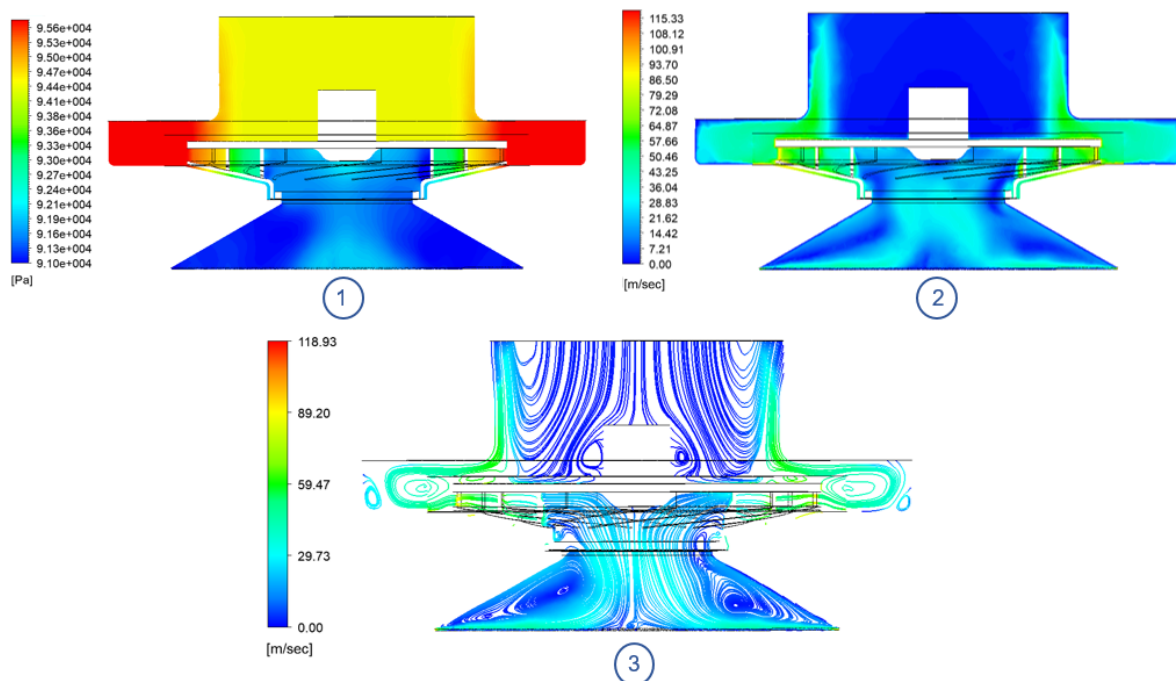 9.56e+004
9.53e+004
9.50e+004
9.47e+004
9.44e+004
9.41e+004
9.38e+004
9.36e+004
9.33e+004
9.30e+004
9.27e+004
9.24e+004
9.21e+004
9.19e+004
9.16e+004
9.13e+004
9.10e+004
[Pa]
1
115.33
108.12
100.91
93.70
86.50
79.29
72.08
64.87
57.66
50.46
43.25
36.04
28.83
21.62
14.42
7.21
0.00
[m/sec]
2
118.93
89.20
59.47
29.73
0.00
[m/sec]
3